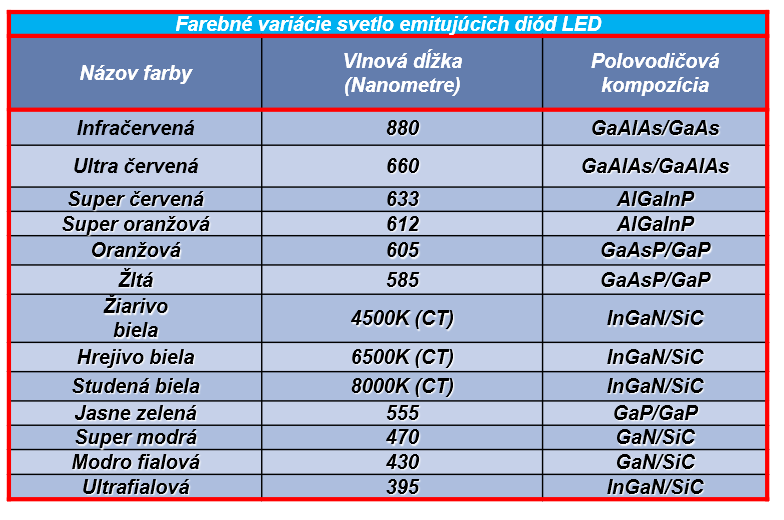 Farebné variácie svetlo emitujúcich diód LED
Názov farby Vlnová dĺžka (Nanometre) Polovodičová kompozícia
Infračervená 880 GaAlAs/GaAs
Ultra červená 660 GaAlAs/GaAlAs
Super červená 633 AlGaInP
Super oranžová 612 AlGaInP
Oranžová 605 GaAsP/GaP
Žltá 585 GaAsP/GaP
Žiarivo biela 4500K (CT) InGaN/SiC
Hrejivo biela 6500K (CT) InGaN/SiC
Studená biela 8000K (CT) InGaN/SiC
Jasne zelená 555 GaP/GaP
Super modrá 470 GaN/SiC
Modro fialová 430 GaN/SiC
Ultrafialová 395 InGaN/SiC